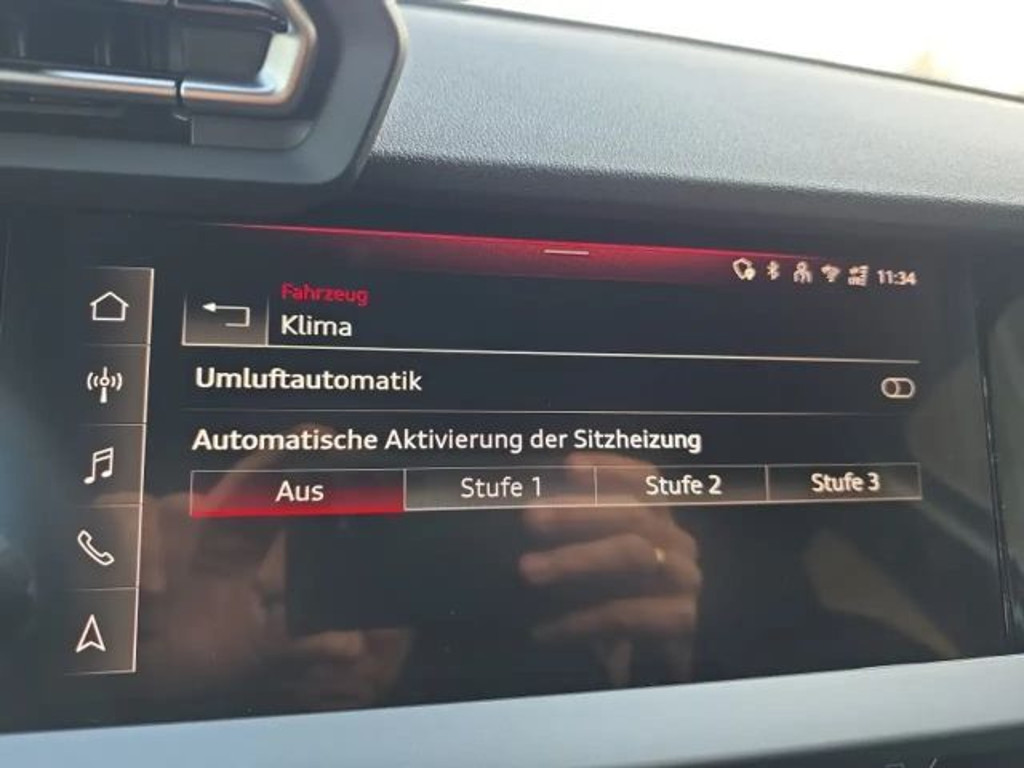 11:34
Fahrzeug
Klima
Umluftautomatik
Automatische Aktivierung der Sitzheizung
Aus Stufe 1 Stufe 2 Stufe 3